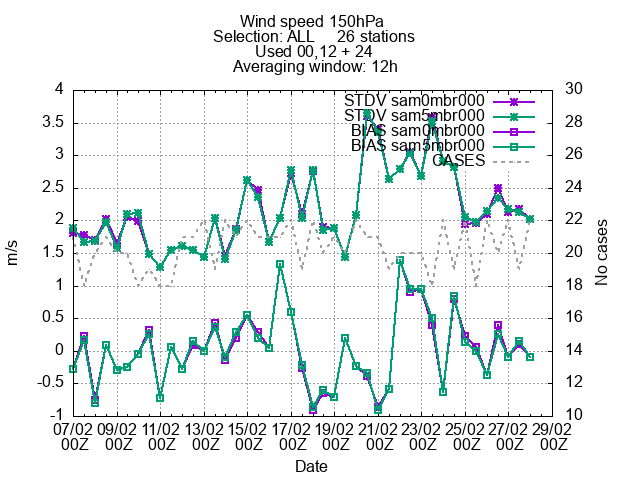 Wind speed 150hPa
Selection: ALL     26 stations
Used 00,12 + 24
Averaging window: 12h
STDV sam0mbr000
STDV sam5mbr000
BIAS sam0mbr000
BIAS sam5mbr000
CASES
4
3.5
3
2.5
2
1.5
1
0.5
0
-0.5
-1
m/s
30
28
26
24
22
20
18
16
14
12
10
No cases
07/02 09/02 11/02 13/02 15/02 17/02 19/02 21/02 23/02 25/02 27/02 29/02
00Z 00Z 00Z 00Z 00Z 00Z 00Z 00Z 00Z 00Z 00Z 00Z
Date